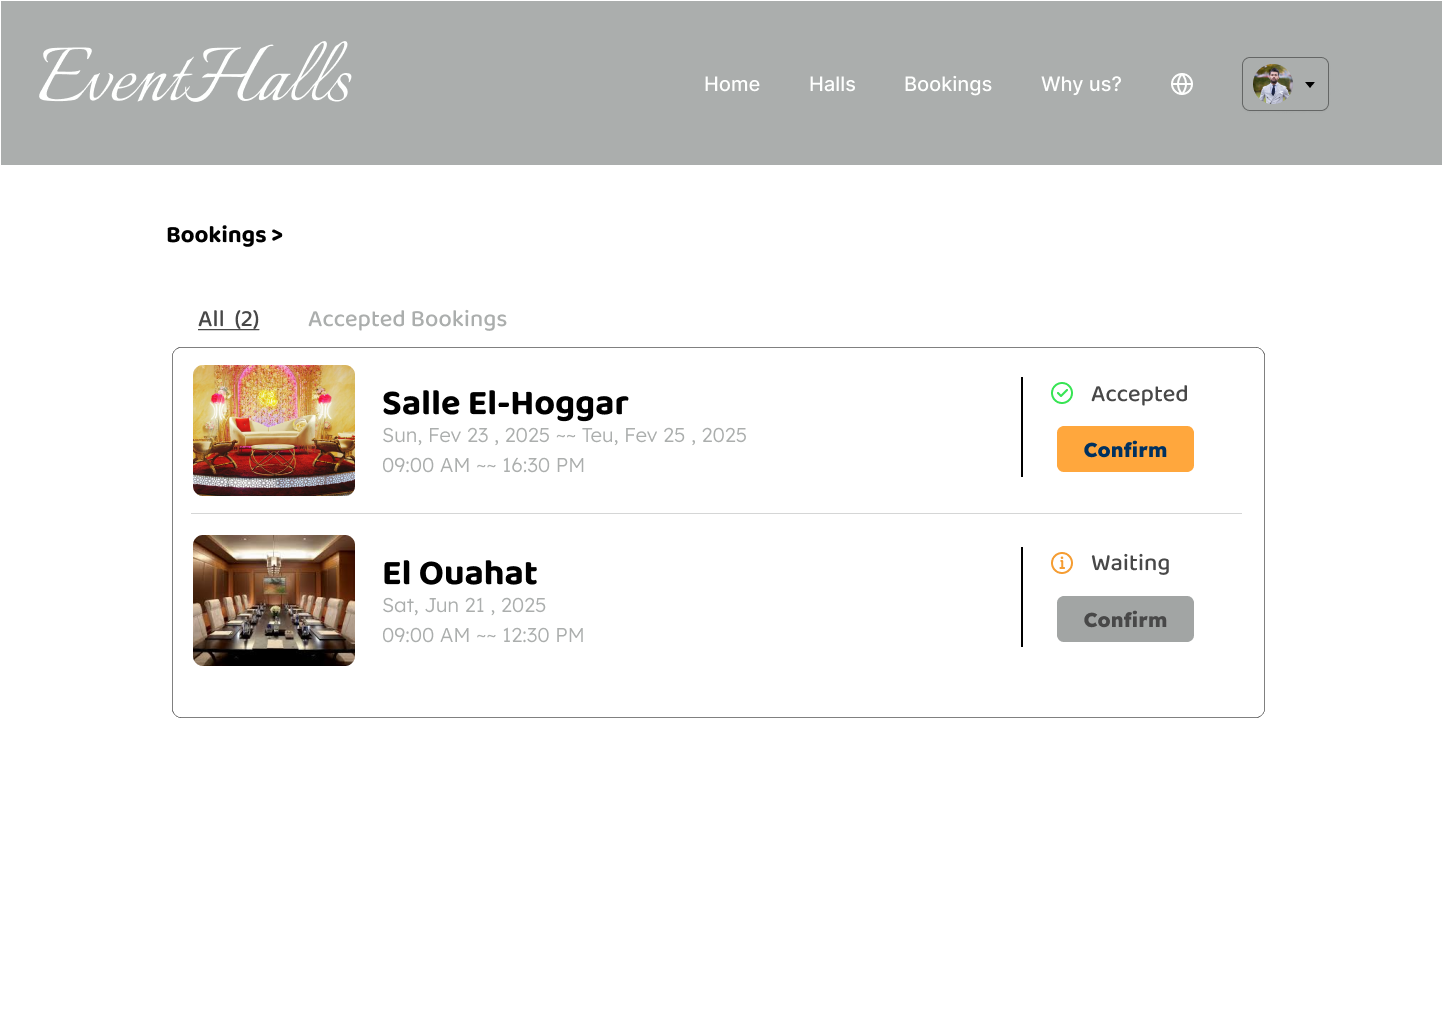 EventHalls
Home Halls Bookings Why us?
Bookings >
All (2) Accepted Bookings
Salle El-Hoggar
Sun, Fev 23 , 2025 ~~ Teu, Fev 25 , 2025
09:00 AM ~~ 16:30 PM
Accepted
Confirm
El Ouahat
Sat, Jun 21 , 2025
09:00 AM ~~ 12:30 PM
Waiting
Confirm